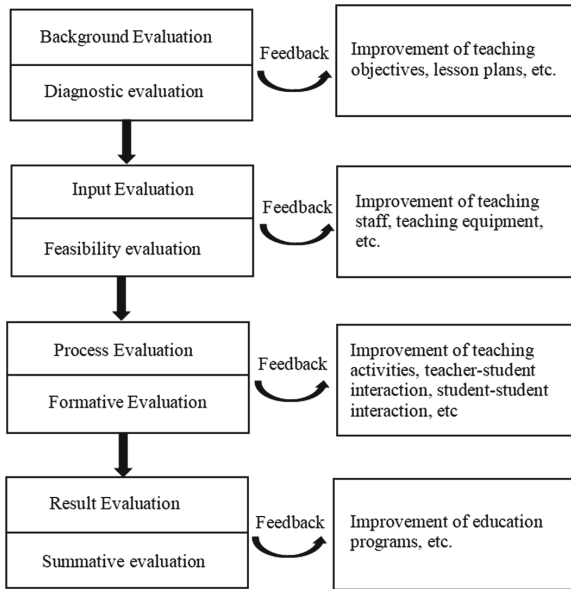 Background Evaluation
Diagnostic evaluation
Feedback
Improvement of teaching
objectives, lesson plans, etc.
Input Evaluation
Feasibility evaluation
Feedback
Improvement of teaching
staff, teaching equipment,
etc.
Process Evaluation
Formative Evaluation
Feedback
Improvement of teaching
activities, teacher-student
interaction, student-student
interaction, etc
Result Evaluation
Summative evaluation
Feedback
Improvement of education
programs, etc.